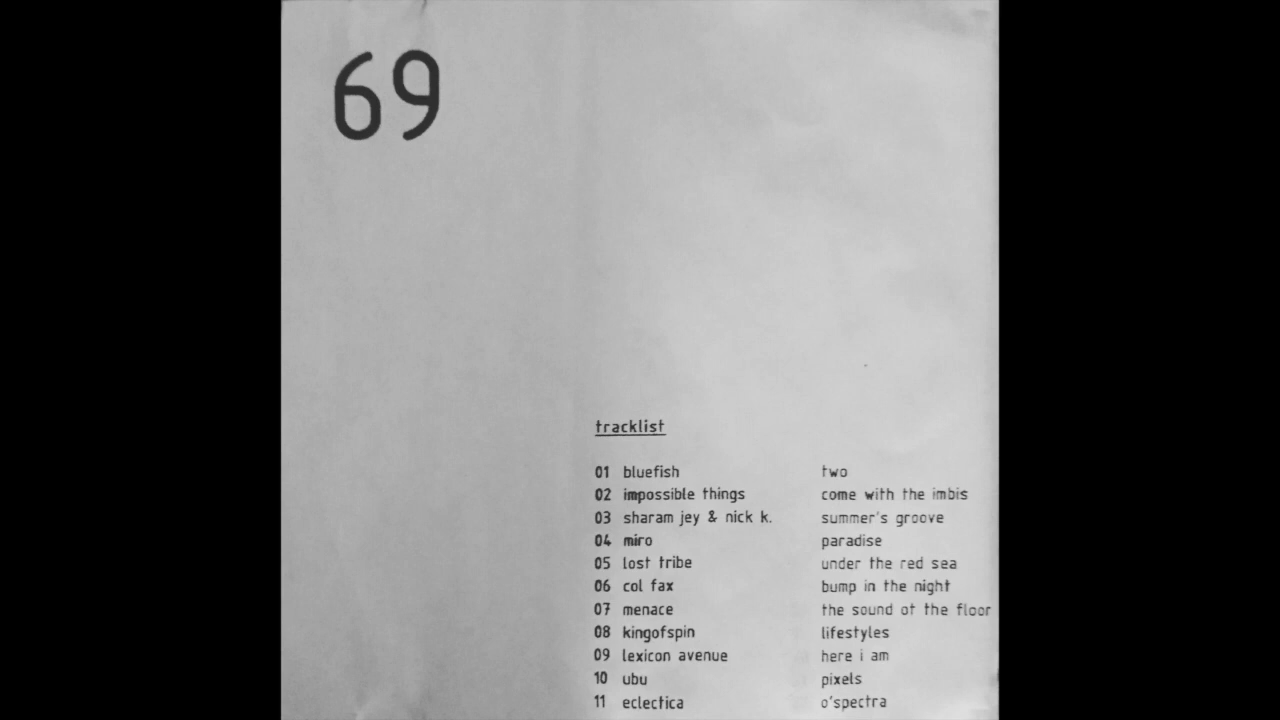 69
tracklist
01 bluefish two
02 impossible things come with the imbis
03 sharam jey & nick k. summer's groove
04 miro paradise
05 lost tribe under the red sea
06 col fax bump in the night
07 menace the sound ot the floor
08 kingofspin lifestyles
09 lexicon avenue here i am
10 ubu pixels
11 eclectica o'spectra